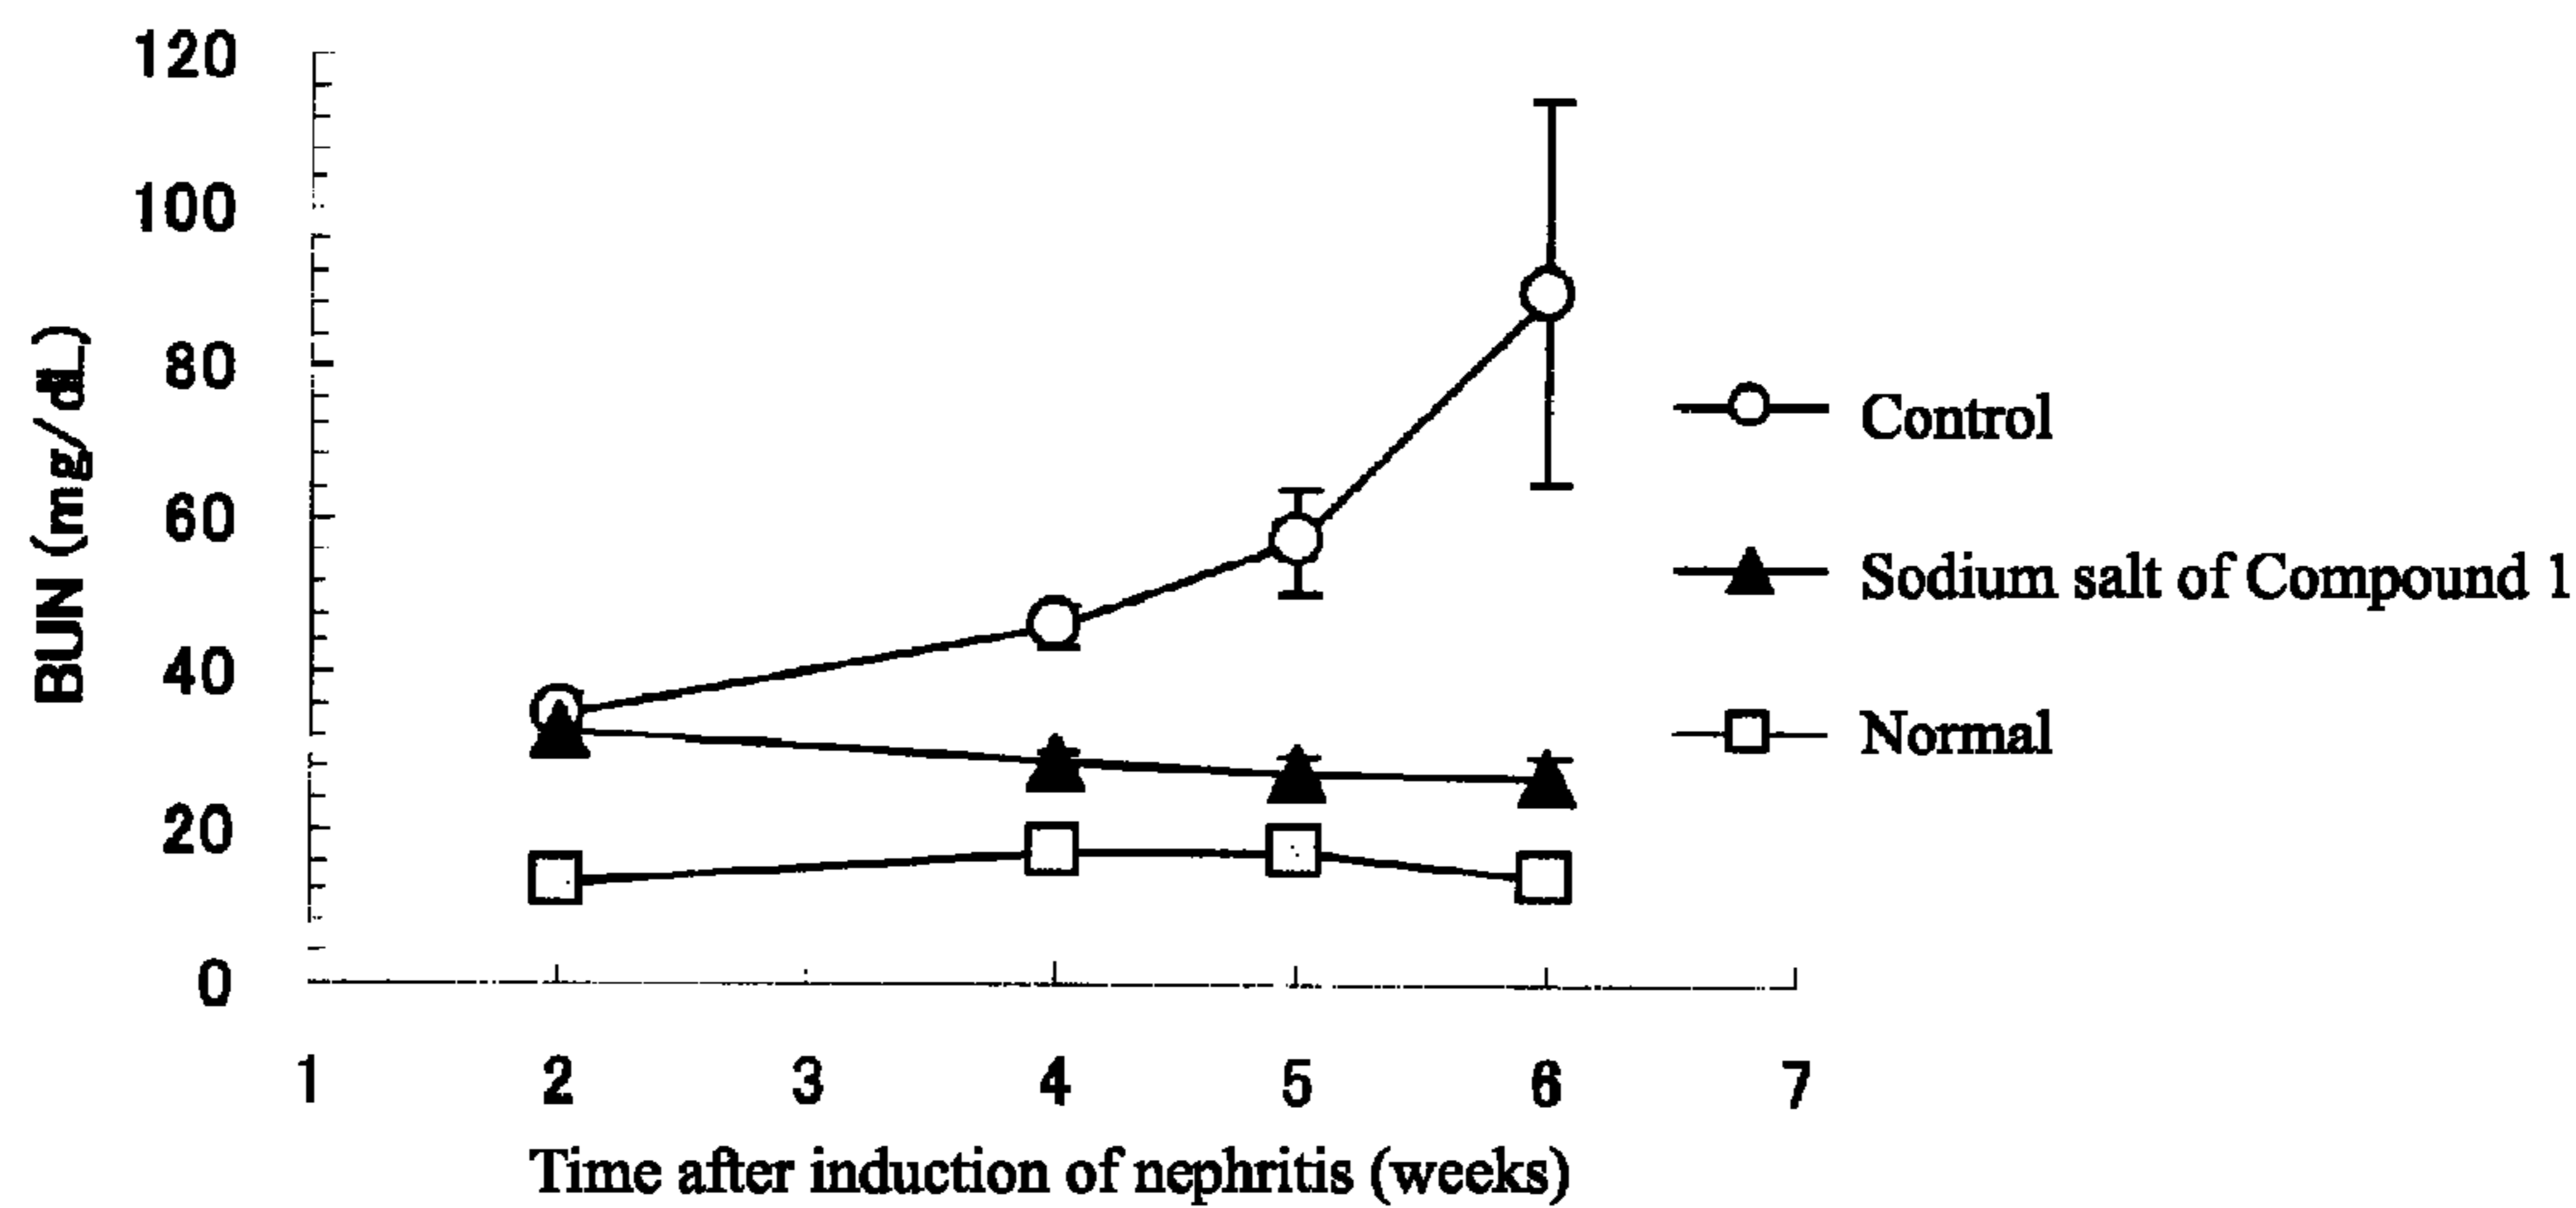 120
100
80
60
40
20
0
BUN (mg/dL)
1 2 3 4 5 6 7
Time after induction of nephritis (weeks)
Control
Sodium salt of Compound 1
Normal